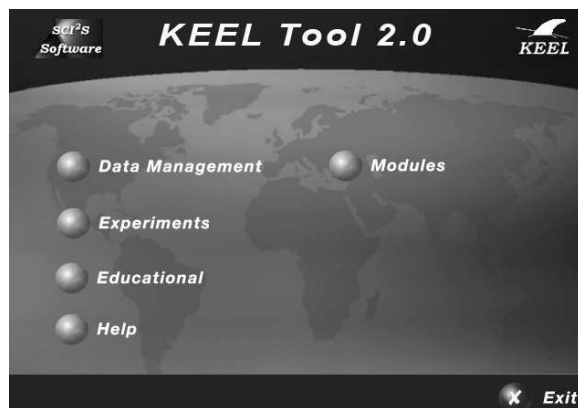 SCI²S
Software
KEEL Tool 2.0
KEEL
Data Management
Modules
Experiments
Educational
Help
Exit